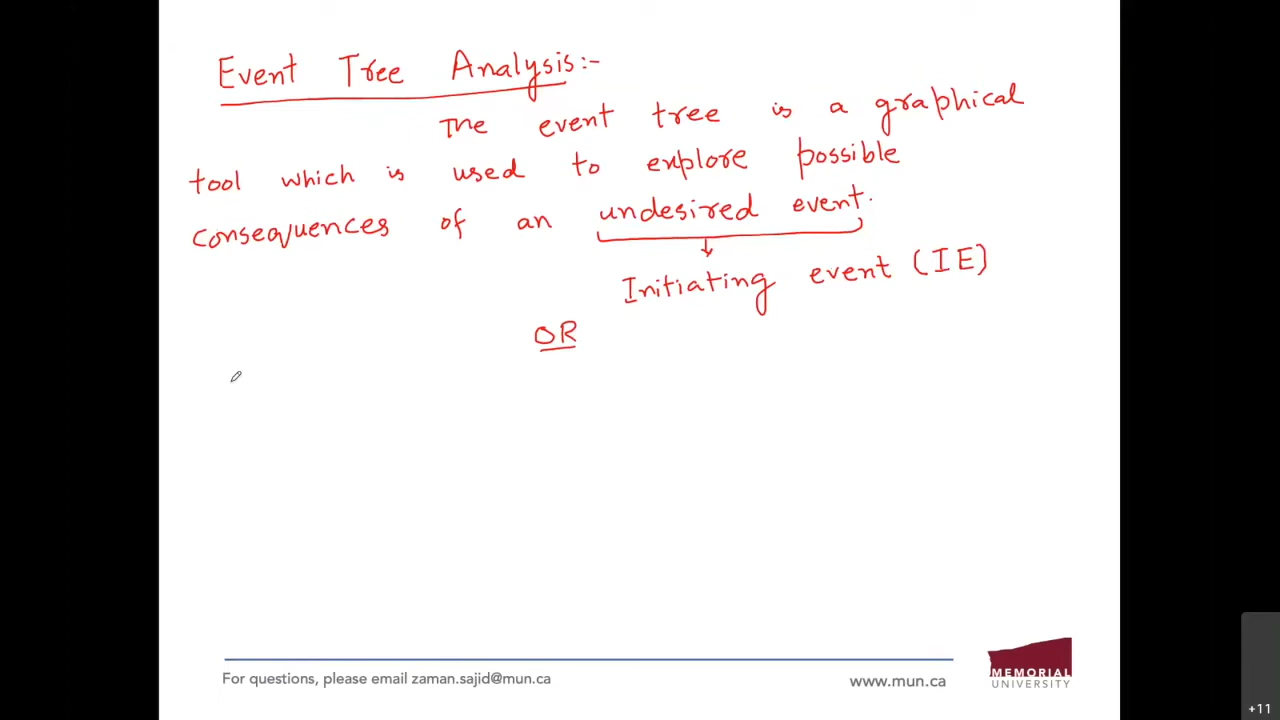 Event Tree Analysis:-
The event tree is a graphical
tool which is used to explore possible
consequences of an undesired event.
Initiating event (IE)
OR
For questions, please email zaman.sajid@mun.ca
www.mun.ca
MEMORIAL
UNIVERSITY
+11